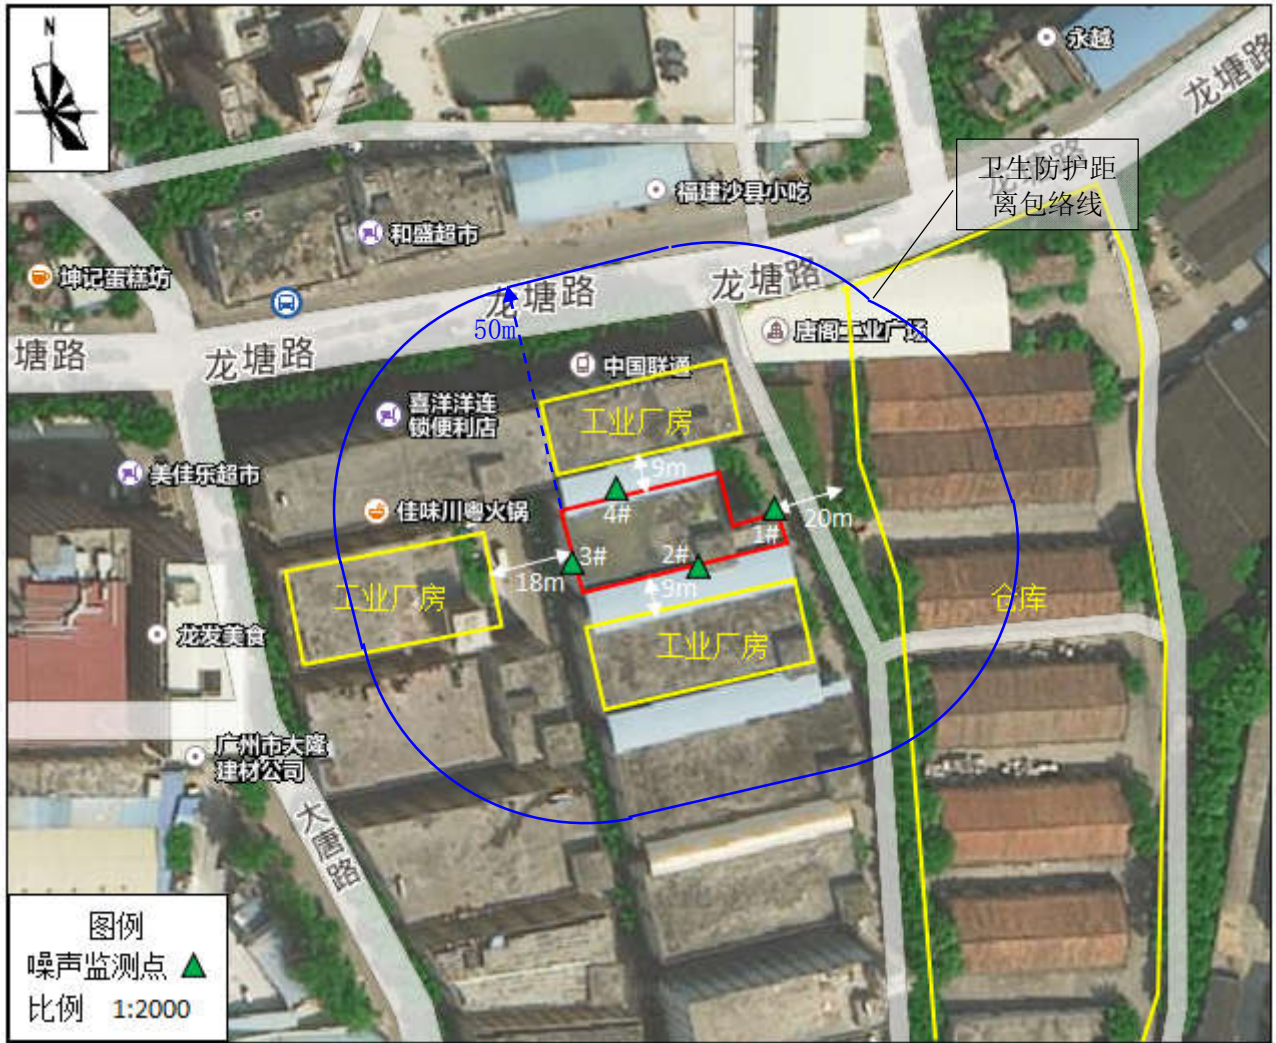 N
永越
龙塘路
卫生防护距
离包络线
龙塘路
福建沙县小吃
和盛超市
坤记蛋糕坊
龙塘路
龙塘路
50m
唐阁工业广场
塘路
龙塘路
中国联通
喜洋洋连
锁便利店
工业厂房
美佳乐超市
9m
佳味川粤火锅
4#
20m
1#
3#
2#
18m
9m
工业厂房
仓库
龙发美食
工业厂房
广州市大隆
建材公司
大唐路
图例
噪声监测点
比例 1:2000